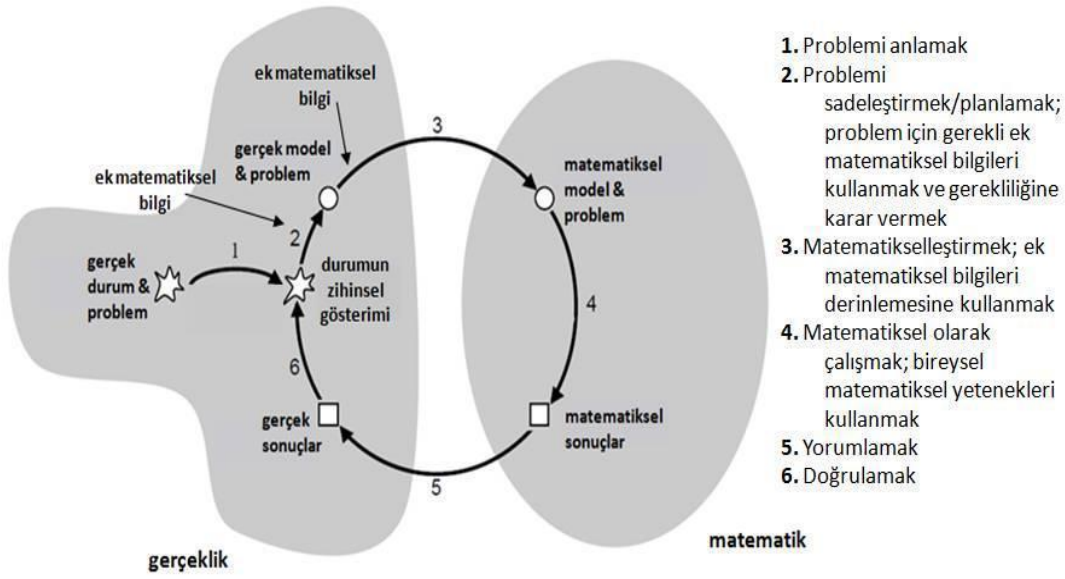 ek matematiksel
bilgi
3
gerçek model
& problem
matematiksel
model &
problem
ek matematiksel
bilgi
2
1
gerçek
durum &
problem
durumun
zihinsel
gösterimi
4
6
gerçek
sonuçlar
matematiksel
sonuçlar
5
gerçeklik
matematik
1. Problemi anlamak
2. Problemi
sadeleştirmek/planlamak;
problem için gerekli ek
matematiksel bilgileri
kullanmak ve gerekliliğine
karar vermek
3. Matematikselleştirmek; ek
matematiksel bilgileri
derinlemesine kullanmak
4. Matematiksel olarak
çalışmak; bireysel
matematiksel yetenekleri
kullanmak
5. Yorumlamak
6. Doğrulamak